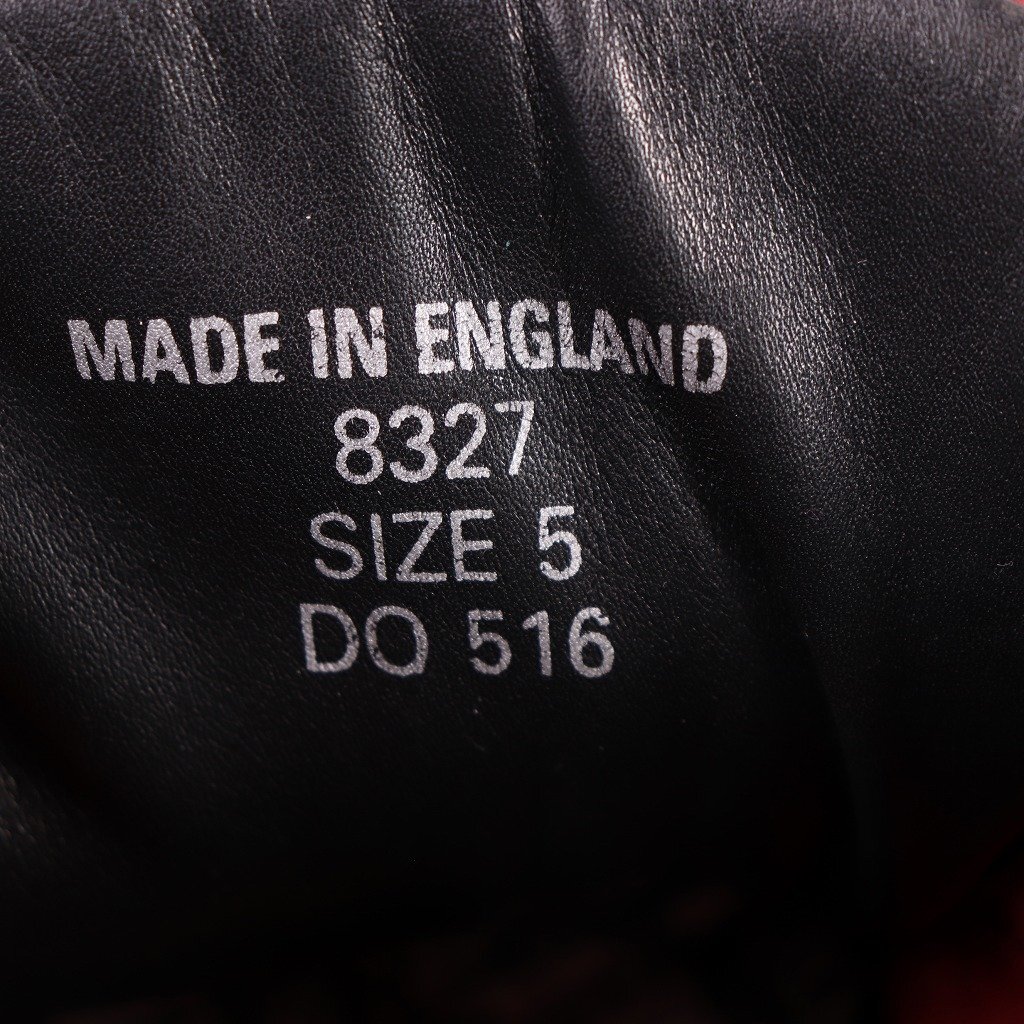 MADE IN ENGLAND
8327
SIZE 5
DO 516